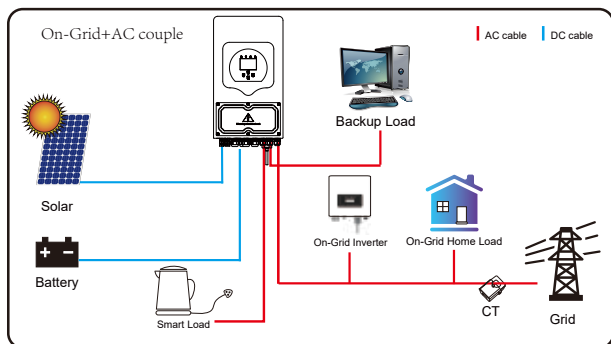 On-Grid+AC couple
AC cable
DC cable
Backup Load
Solar
On-Grid Inverter
On-Grid Home Load
Battery
Smart Load
CT
Grid